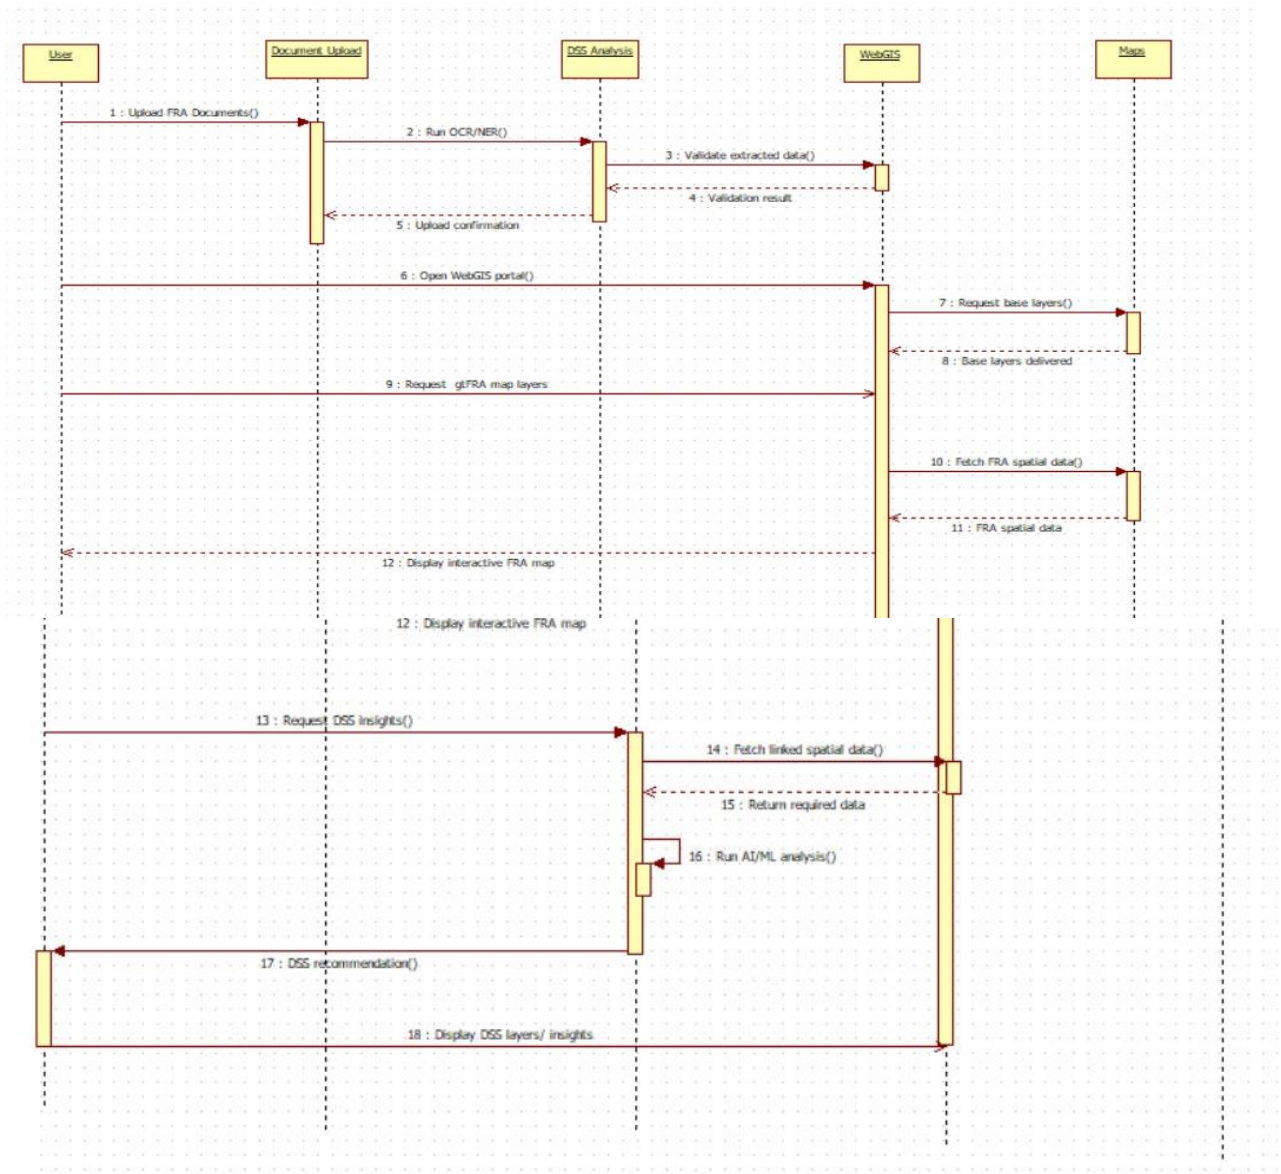 User
Document Upload
DSS Analysis
WebGIS
Maps
1 : Upload FRA Documents()
2 : Run OCR/NER()
3 : Validate extracted data()
4 : Validation result
5 : Upload confirmation
6 : Open WebGIS portal()
7 : Request base layers()
8 : Base layers delivered
9 : Request gtFRA map layers
10 : Fetch FRA spatial data()
11 : FRA spatial data
12 : Display interactive FRA map
12 : Display interactive FRA map
13 : Request DSS insights()
14 : Fetch linked spatial data()
15 : Return required data
16 : Run AI/ML analysis()
17 : DSS recommendation()
18 : Display DSS layers/ insights